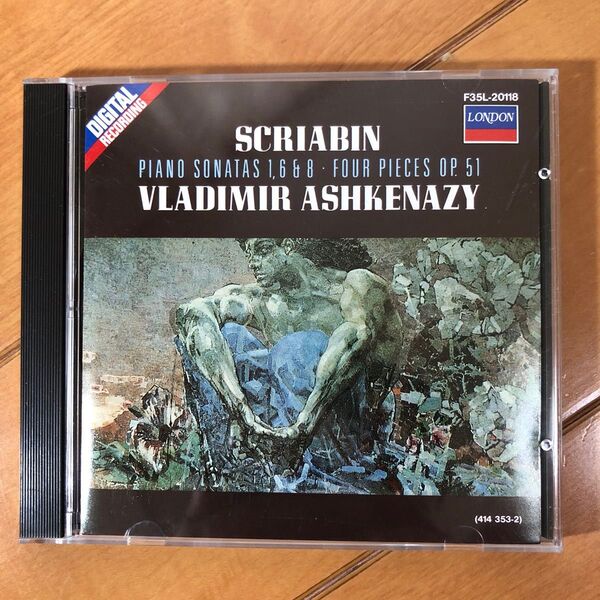 DIGITAL
RECORDING
F35L-20118
LONDON
SCRIABIN
PIANO SONATAS 1, 6 & 8 · FOUR PIECES OP. 51
VLADIMIR ASHKENAZY
(414 353-2)